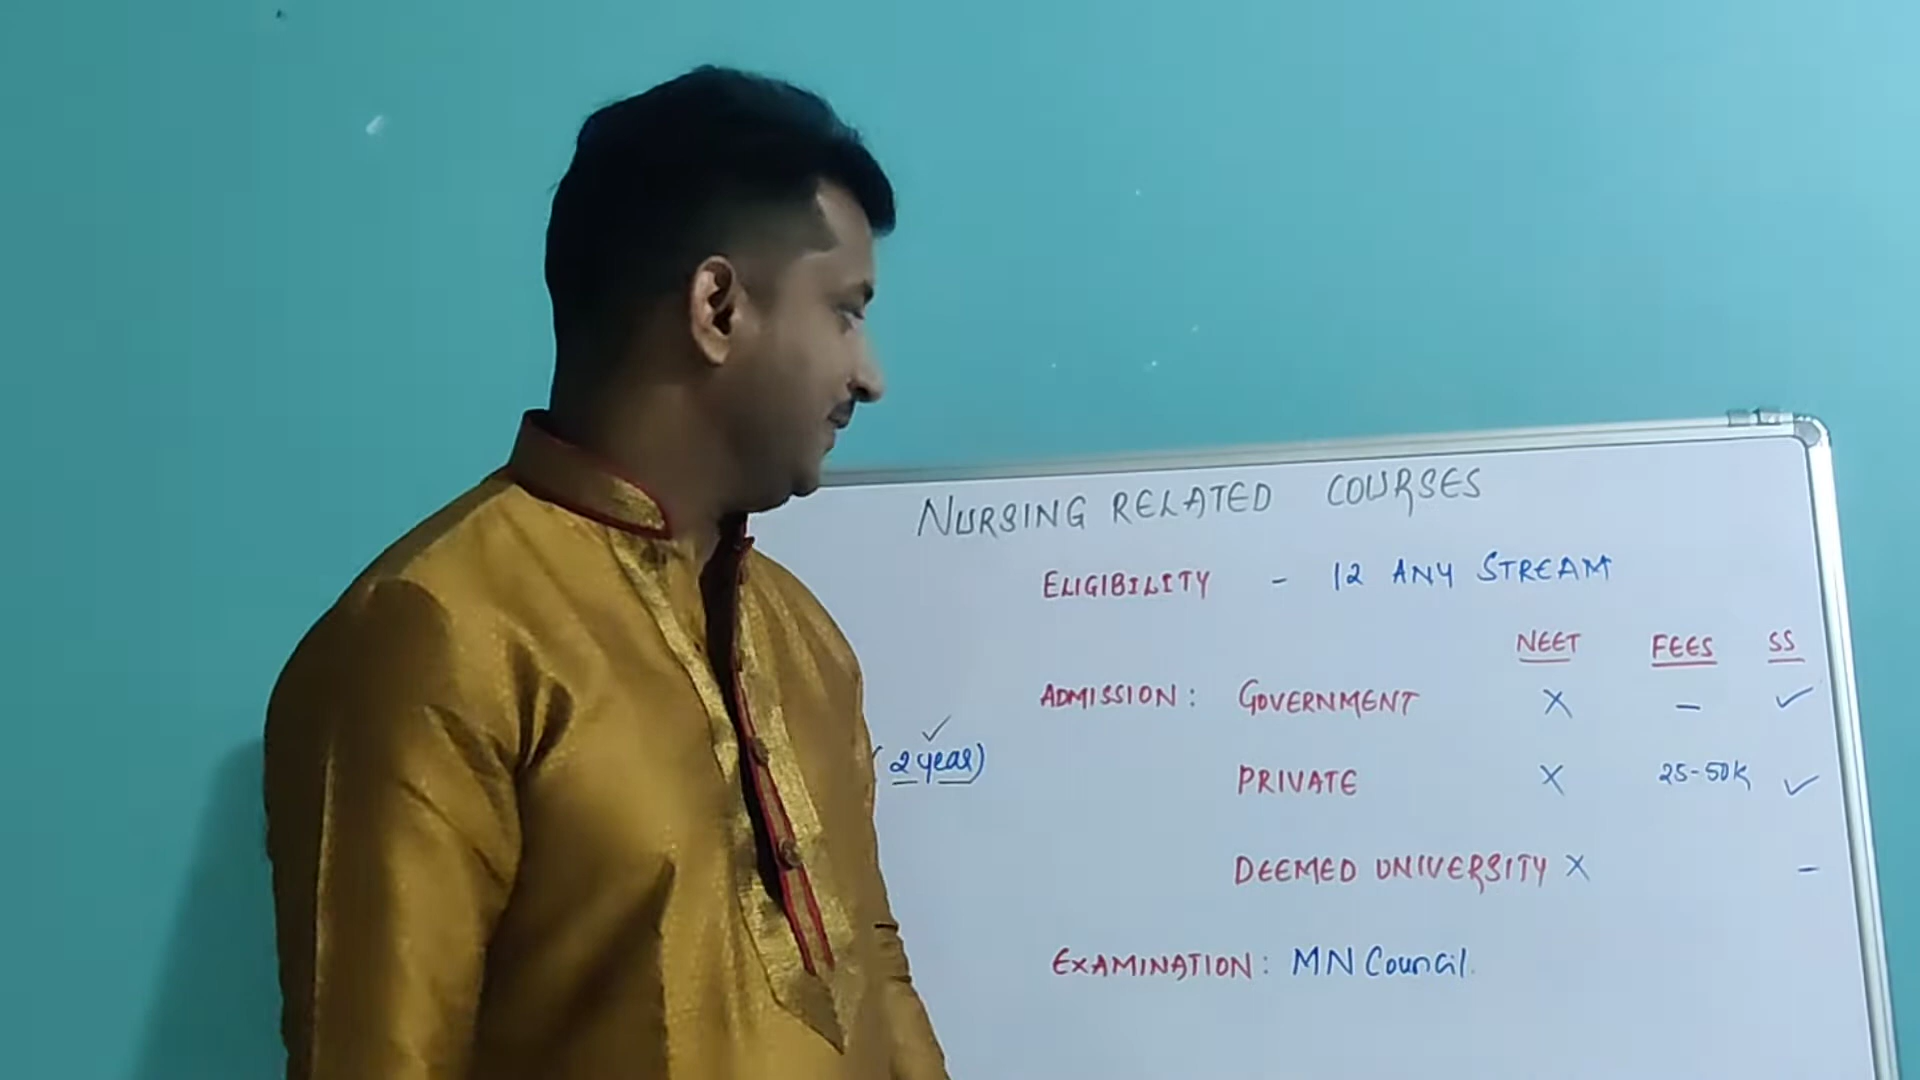 NURSING RELATED COURSES
ELIGIBILITY - 12 ANY STREAM
NEET FEES SS
ADMISSION: GOVERNMENT X - ✓
✓
(2 year)
PRIVATE X 25-50K ✓
DEEMED UNIVERSITY X -
EXAMINATION: MN Council.